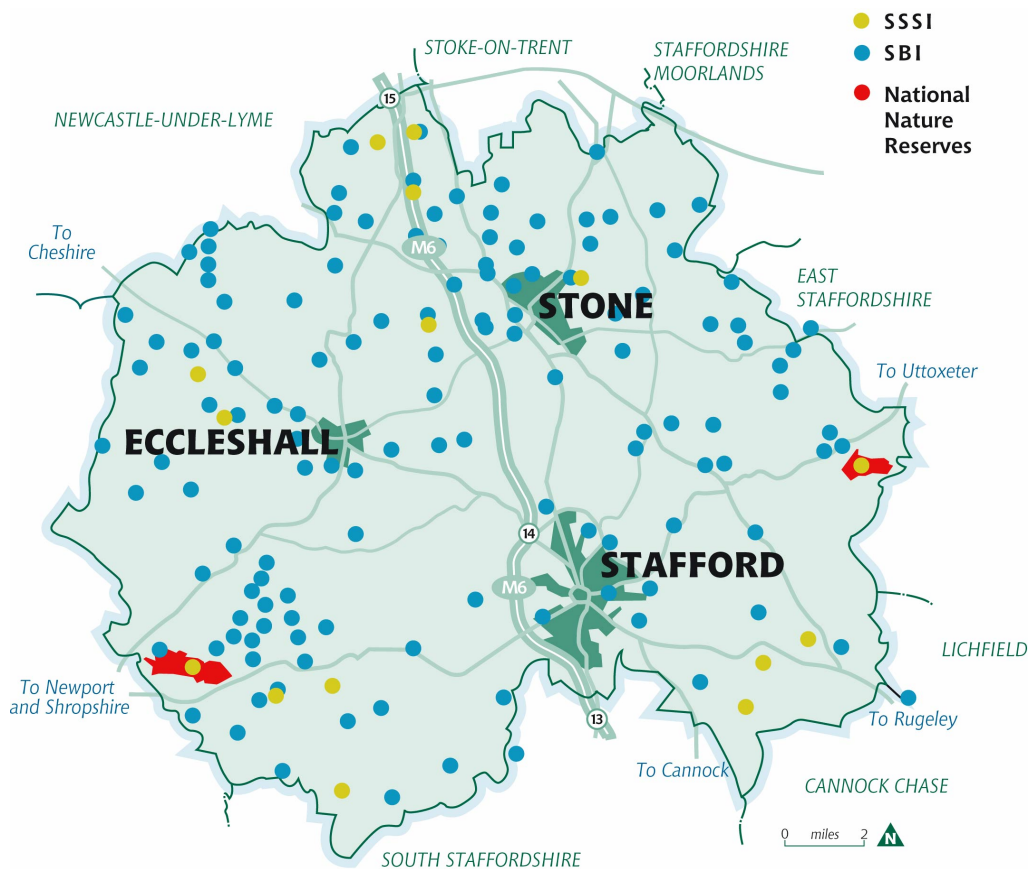 SSSI
SBI
National
Nature
Reserves
STOKE-ON-TRENT
STAFFORDSHIRE
MOORLANDS
NEWCASTLE-UNDER-LYME
15
To
Cheshire
M6
EAST
STAFFORDSHIRE
STONE
To Uttoxeter
ECCLESHALL
14
STAFFORD
M6
LICHFIELD
To Newport
and Shropshire
13
To Rugeley
To Cannock
CANNOCK CHASE
0 miles 2
N
SOUTH STAFFORDSHIRE